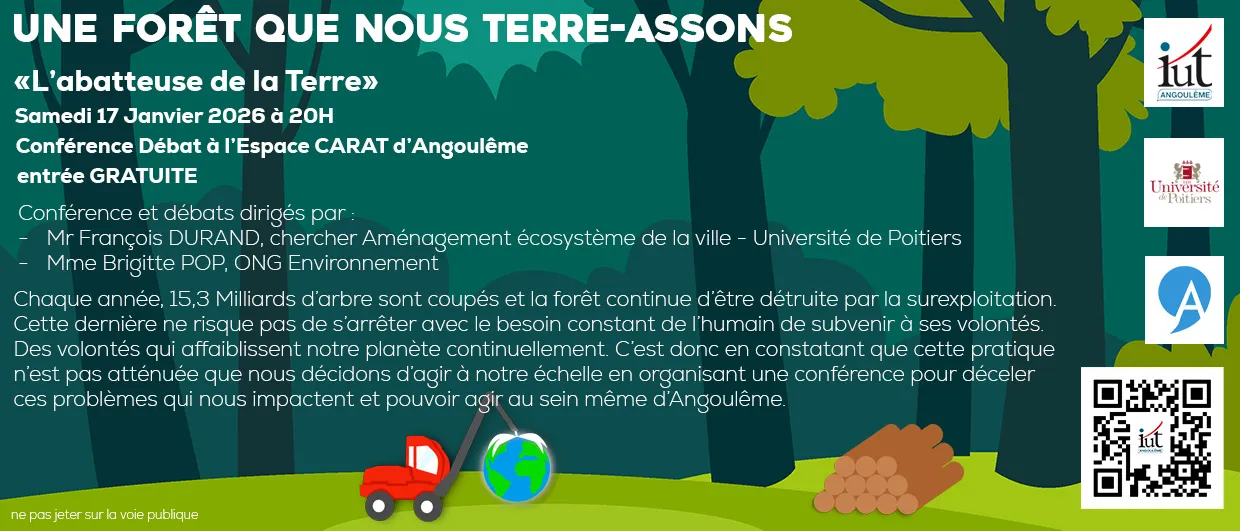 UNE FORÊT QUE NOUS TERRE-ASSONS
«L'abatteuse de la Terre»
Samedi 17 Janvier 2026 à 20H
Conférence Débat à l'Espace CARAT d'Angoulême
entrée GRATUITE
Conférence et débats dirigés par :
- Mr François DURAND, chercher Aménagement écosystème de la ville - Université de Poitiers
- Mme Brigitte POP, ONG Environnement
Chaque année, 15,3 Milliards d'arbre sont coupés et la forêt continue d'être détruite par la surexploitation.
Cette dernière ne risque pas de s'arrêter avec le besoin constant de l'humain de subvenir à ses volontés.
Des volontés qui affaiblissent notre planète continuellement. C'est donc en constatant que cette pratique
n'est pas atténuée que nous décidons d'agir à notre échelle en organisant une conférence pour déceler
ces problèmes qui nous impactent et pouvoir agir au sein même d'Angoulême.
ne pas jeter sur la voie publique
iut
ANGOULÊME
Université
de Poitiers
A
iut
ANGOULÊME